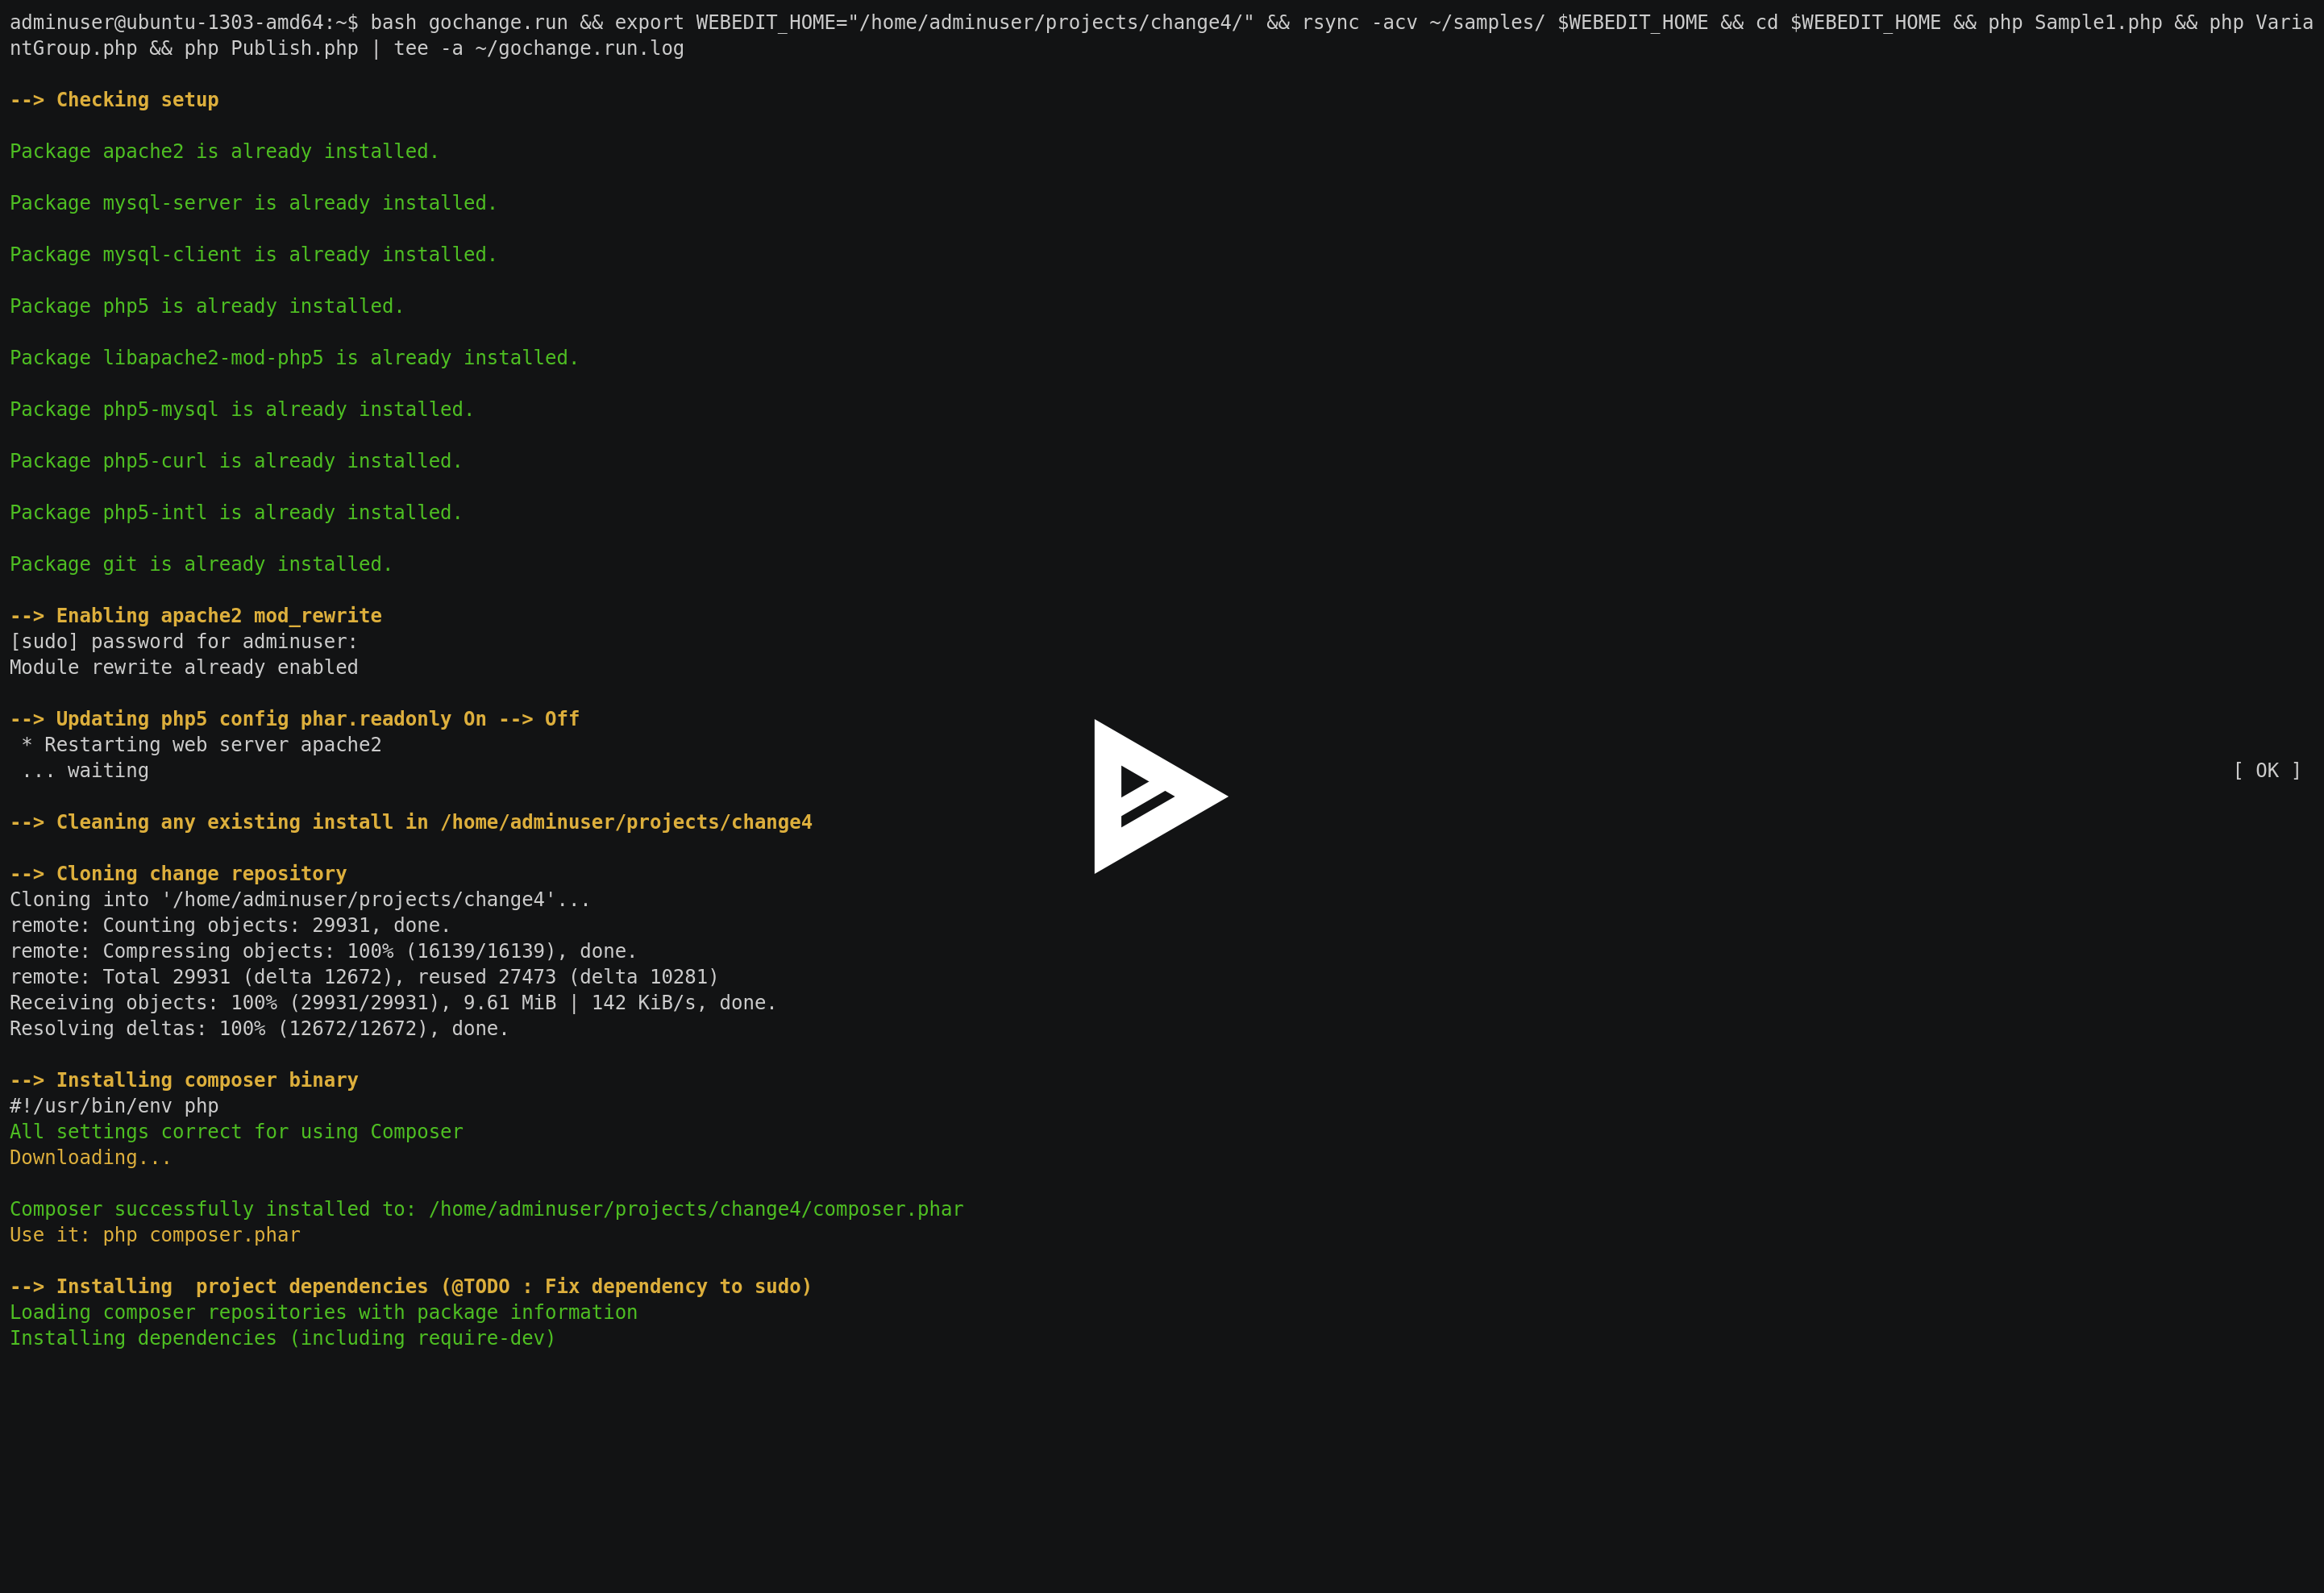 adminuser@ubuntu-1303-amd64:~$ bash gochange.run && export WEBEDIT_HOME="/home/adminuser/projects/change4/" && rsync -acv ~/samples/ $WEBEDIT_HOME && cd $WEBEDIT_HOME && php Sample1.php && php Varia
ntGroup.php && php Publish.php | tee -a ~/gochange.run.log
--> Checking setup
Package apache2 is already installed.
Package mysql-server is already installed.
Package mysql-client is already installed.
Package php5 is already installed.
Package libapache2-mod-php5 is already installed.
Package php5-mysql is already installed.
Package php5-curl is already installed.
Package php5-intl is already installed.
Package git is already installed.
--> Enabling apache2 mod_rewrite
[sudo] password for adminuser:
Module rewrite already enabled
--> Updating php5 config phar.readonly On --> Off
 * Restarting web server apache2
 ... waiting [ OK ]
--> Cleaning any existing install in /home/adminuser/projects/change4
--> Cloning change repository
Cloning into '/home/adminuser/projects/change4'...
remote: Counting objects: 29931, done.
remote: Compressing objects: 100% (16139/16139), done.
remote: Total 29931 (delta 12672), reused 27473 (delta 10281)
Receiving objects: 100% (29931/29931), 9.61 MiB | 142 KiB/s, done.
Resolving deltas: 100% (12672/12672), done.
--> Installing composer binary
#!/usr/bin/env php
All settings correct for using Composer
Downloading...
Composer successfully installed to: /home/adminuser/projects/change4/composer.phar
Use it: php composer.phar
--> Installing  project dependencies (@TODO : Fix dependency to sudo)
Loading composer repositories with package information
Installing dependencies (including require-dev)